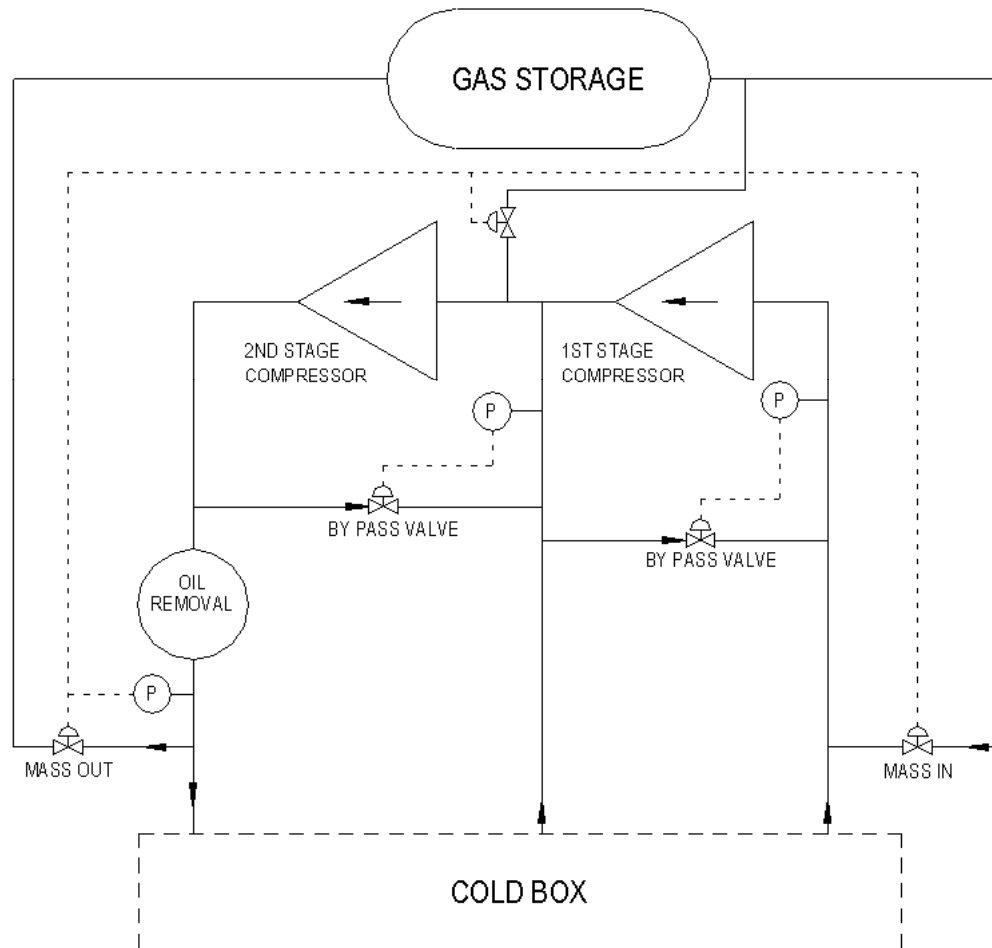 GAS STORAGE
2ND STAGE
COMPRESSOR
1ST STAGE
COMPRESSOR
P
P
BY PASS VALVE
BY PASS VALVE
OIL
REMOVAL
P
MASS OUT
MASS IN
COLD BOX